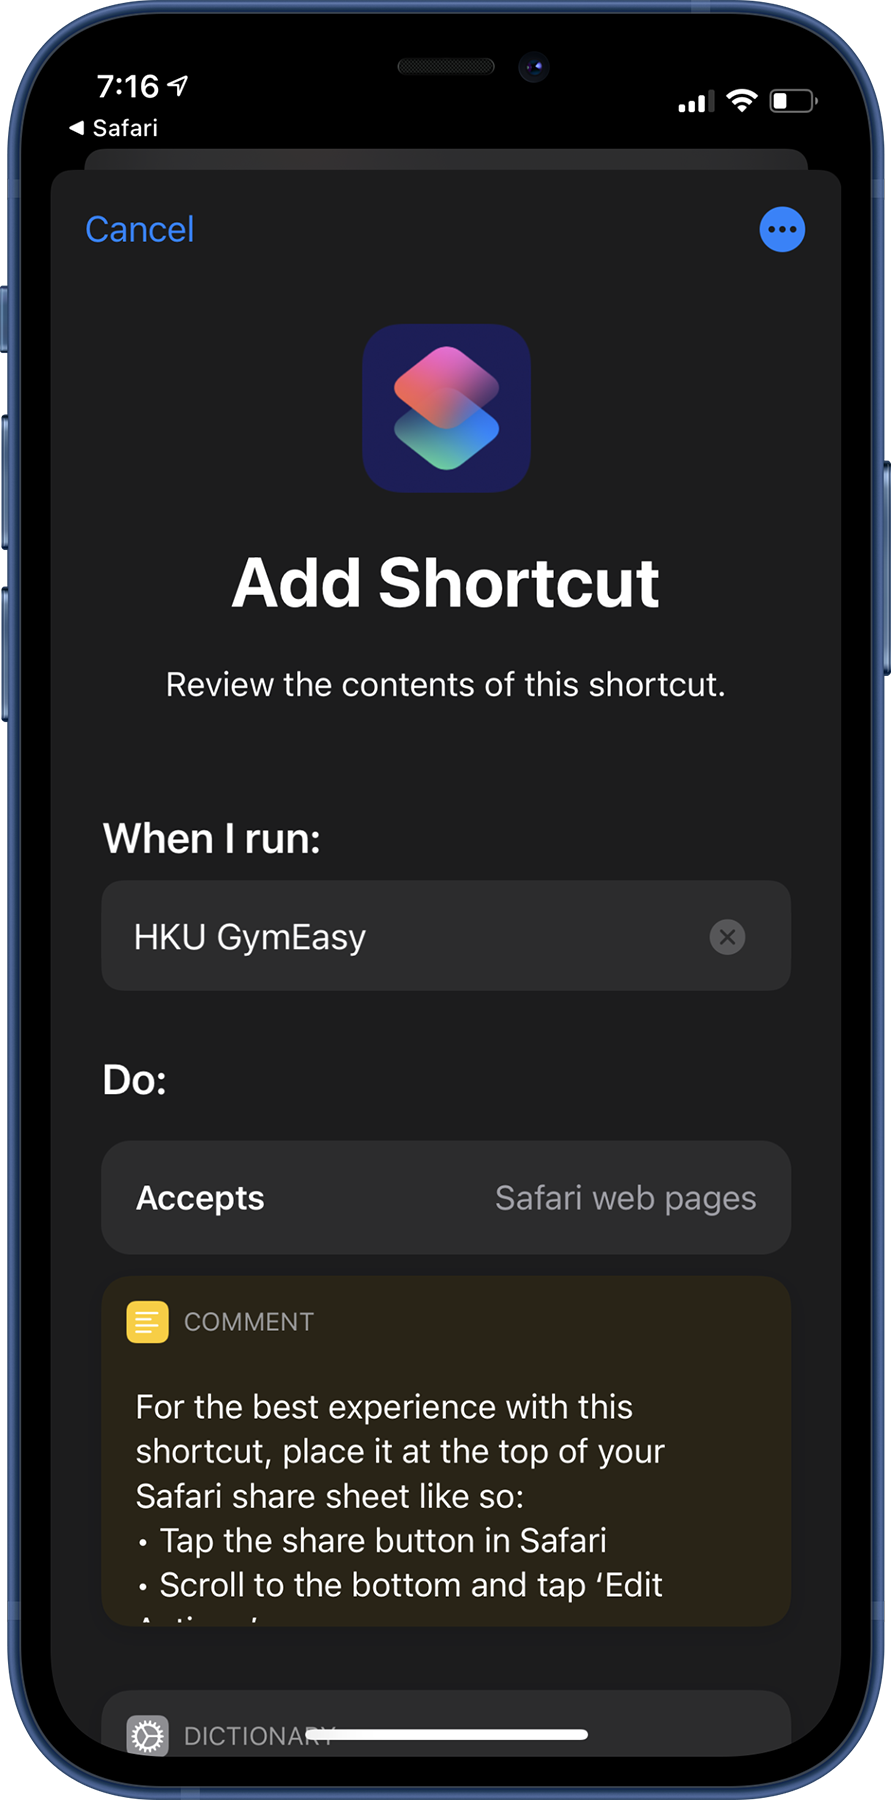 7:16
◀ Safari
Cancel
Add Shortcut
Review the contents of this shortcut.
When I run:
HKU GymEasy
Do:
Accepts Safari web pages
COMMENT
For the best experience with this
shortcut, place it at the top of your
Safari share sheet like so:
• Tap the share button in Safari
• Scroll to the bottom and tap ‘Edit
DICTIONARY